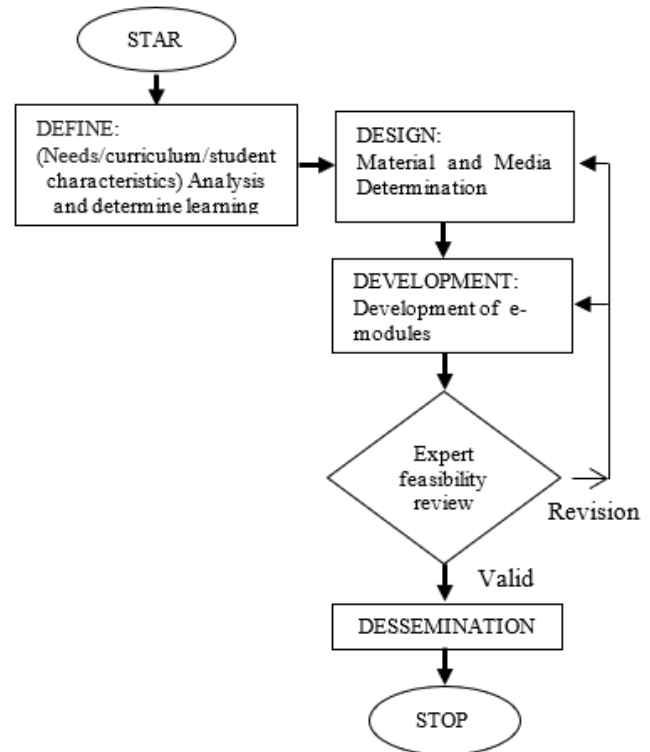 STAR
DEFINE:
(Needs/curriculum/student
characteristics) Analysis
and determine learning
DESIGN:
Material and Media
Determination
DEVELOPMENT:
Development of e-
modules
Expert
feasibility
review
Revision
Valid
DESSEMINATION
STOP